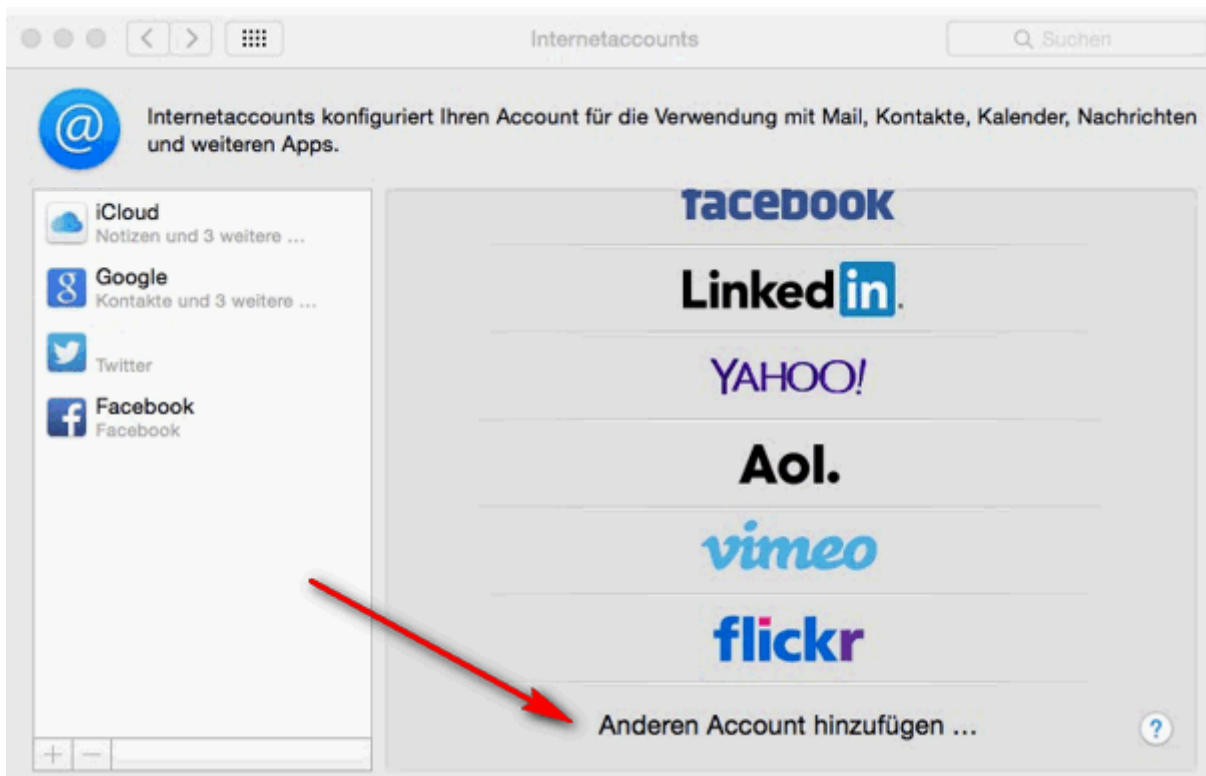 Internetaccounts
Suchen
Internetaccounts konfiguriert Ihren Account für die Verwendung mit Mail, Kontakte, Kalender, Nachrichten
und weiteren Apps.
iCloud
Notizen und 3 weitere ...
Google
Kontakte und 3 weitere ...
Twitter
Facebook
Facebook
facebook
Linked in.
YAHOO!
Aol.
vimeo
flickr
Anderen Account hinzufügen ...
?